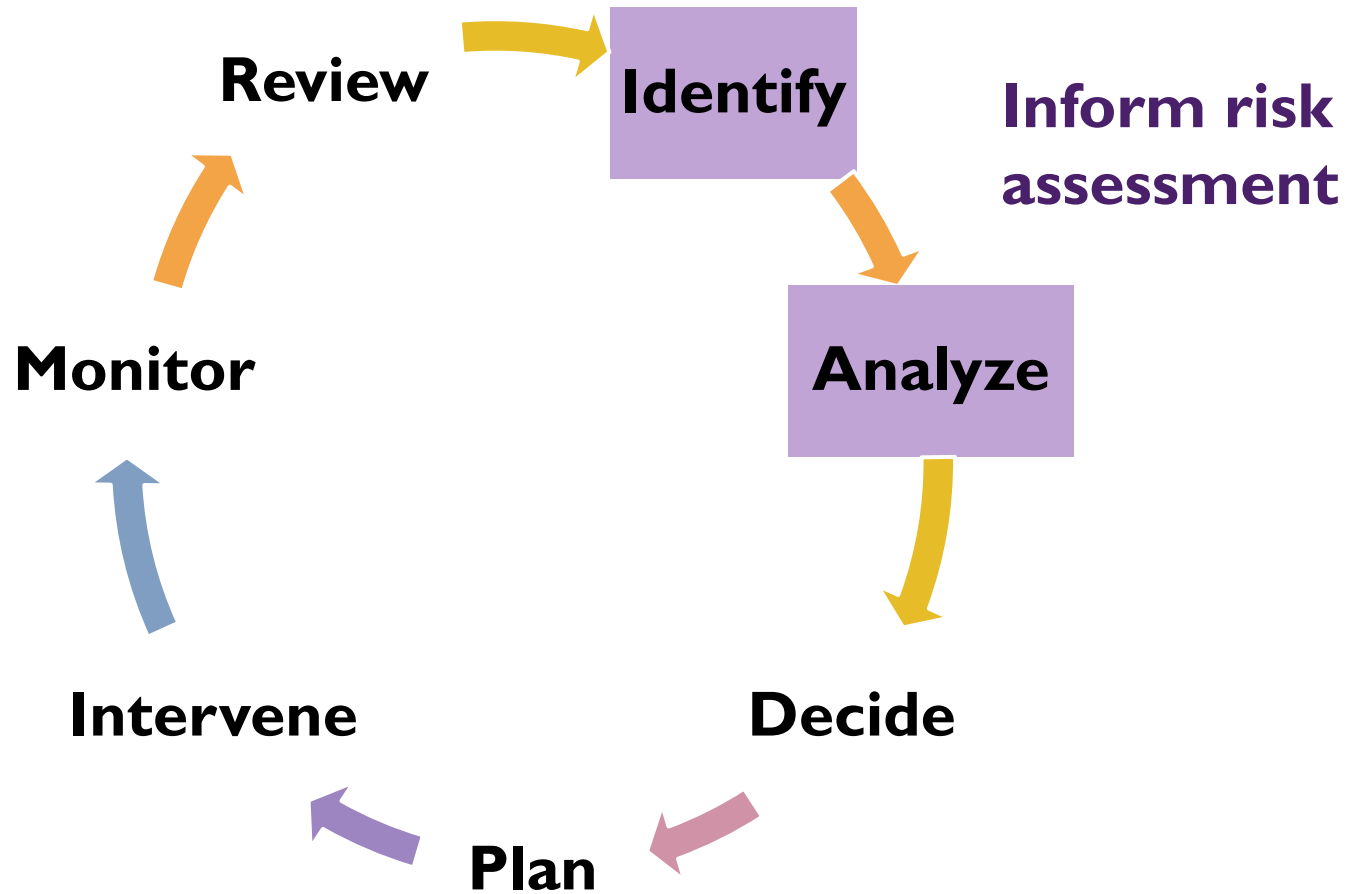 Review
Identify
Inform risk
assessment
Monitor
Analyze
Intervene
Decide
Plan